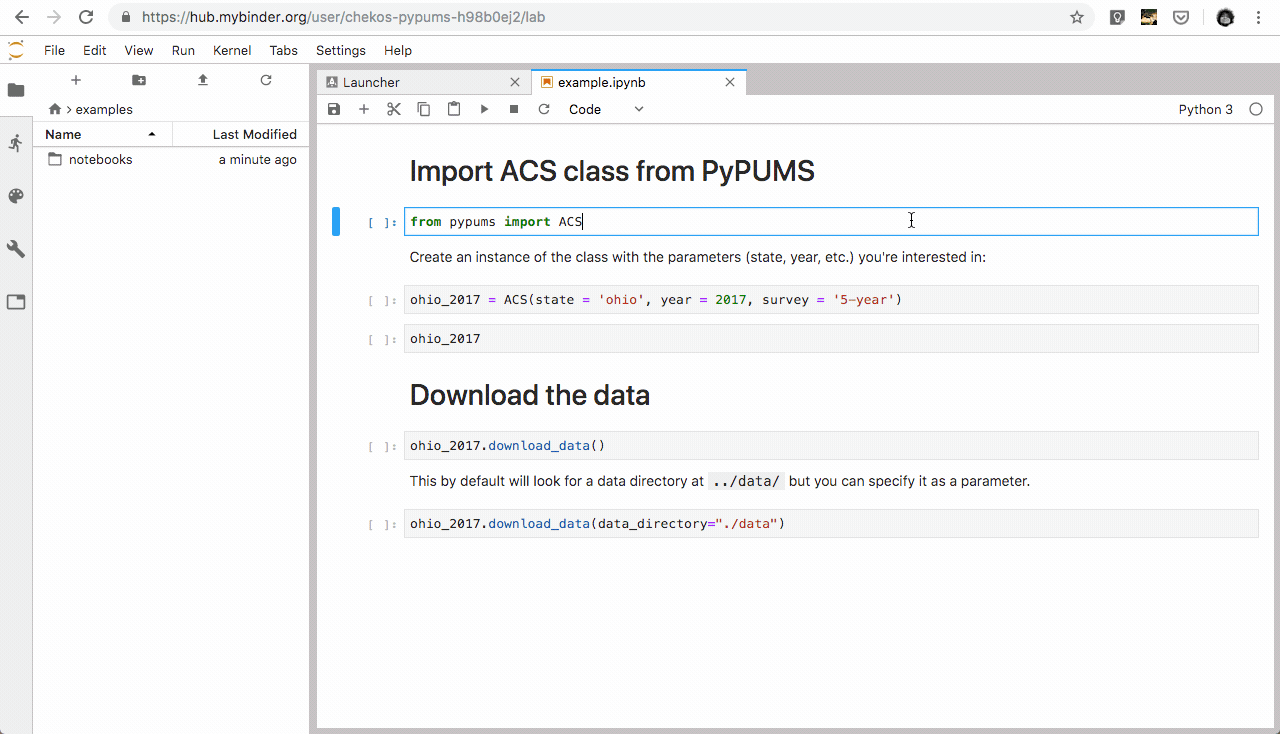 https://hub.mybinder.org/user/chekos-pypums-h98b0ej2/lab
File Edit View Run Kernel Tabs Settings Help
Launcher
example.ipynb
examples
Code
Python 3
Name Last Modified
notebooks a minute ago
Import ACS class from PyPUMS
[ ]: from pypums import ACS
Create an instance of the class with the parameters (state, year, etc.) you're interested in:
[ ]: ohio_2017 = ACS(state = 'ohio', year = 2017, survey = '5-year')
[ ]: ohio_2017
Download the data
[ ]: ohio_2017.download_data()
This by default will look for a data directory at ../data/ but you can specify it as a parameter.
[ ]: ohio_2017.download_data(data_directory="./data")